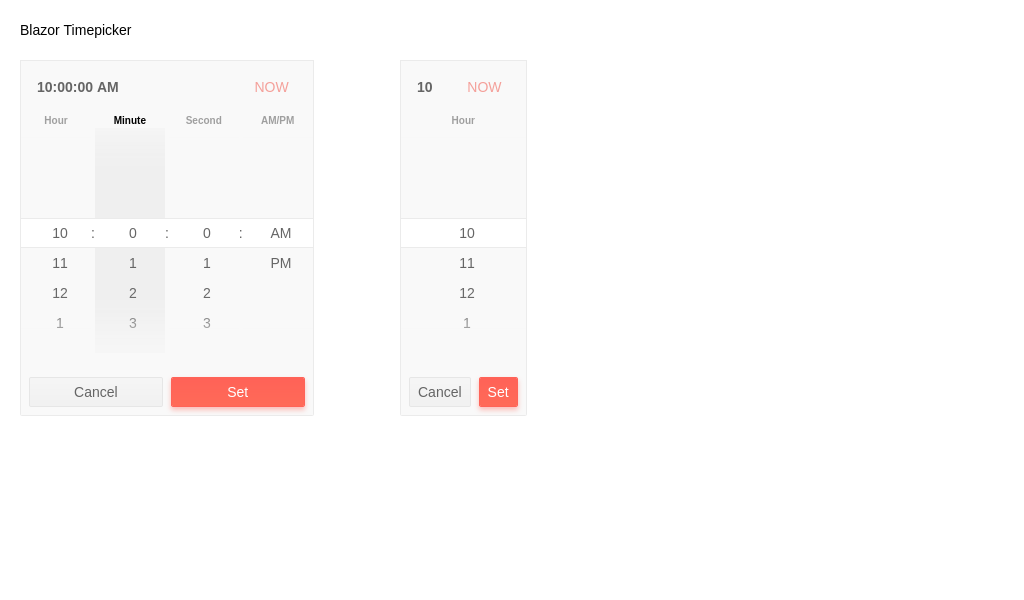 Blazor Timepicker
10:00:00 AM NOW
Hour Minute Second AM/PM
10 : 0 : 0 : AM
11 1 1 PM
12 2 2
1 3 3
Cancel Set
10 NOW
Hour
10
11
12
1
Cancel Set